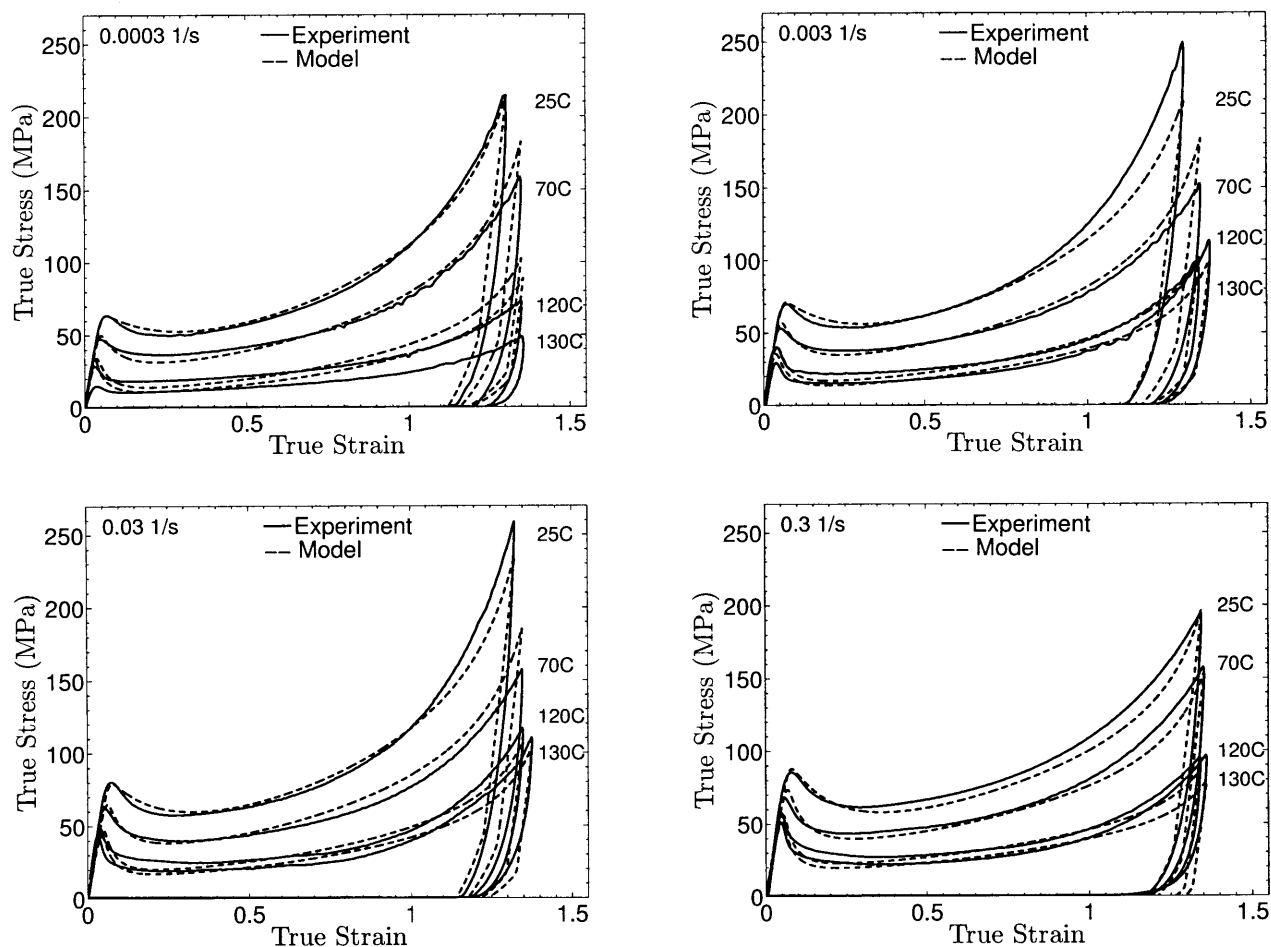 0.0003 1/s
Experiment
Model
250
200
150
100
50
0
True Stress (MPa)
25C
70C
120C
130C
0 0.5 1 1.5
True Strain
0.003 1/s
Experiment
Model
250
200
150
100
50
0
True Stress (MPa)
25C
70C
120C
130C
0 0.5 1 1.5
True Strain
0.03 1/s
Experiment
Model
250
200
150
100
50
0
True Stress (MPa)
25C
70C
120C
130C
0 0.5 1 1.5
True Strain
0.3 1/s
Experiment
Model
250
200
150
100
50
0
True Stress (MPa)
25C
70C
120C
130C
0 0.5 1 1.5
True Strain